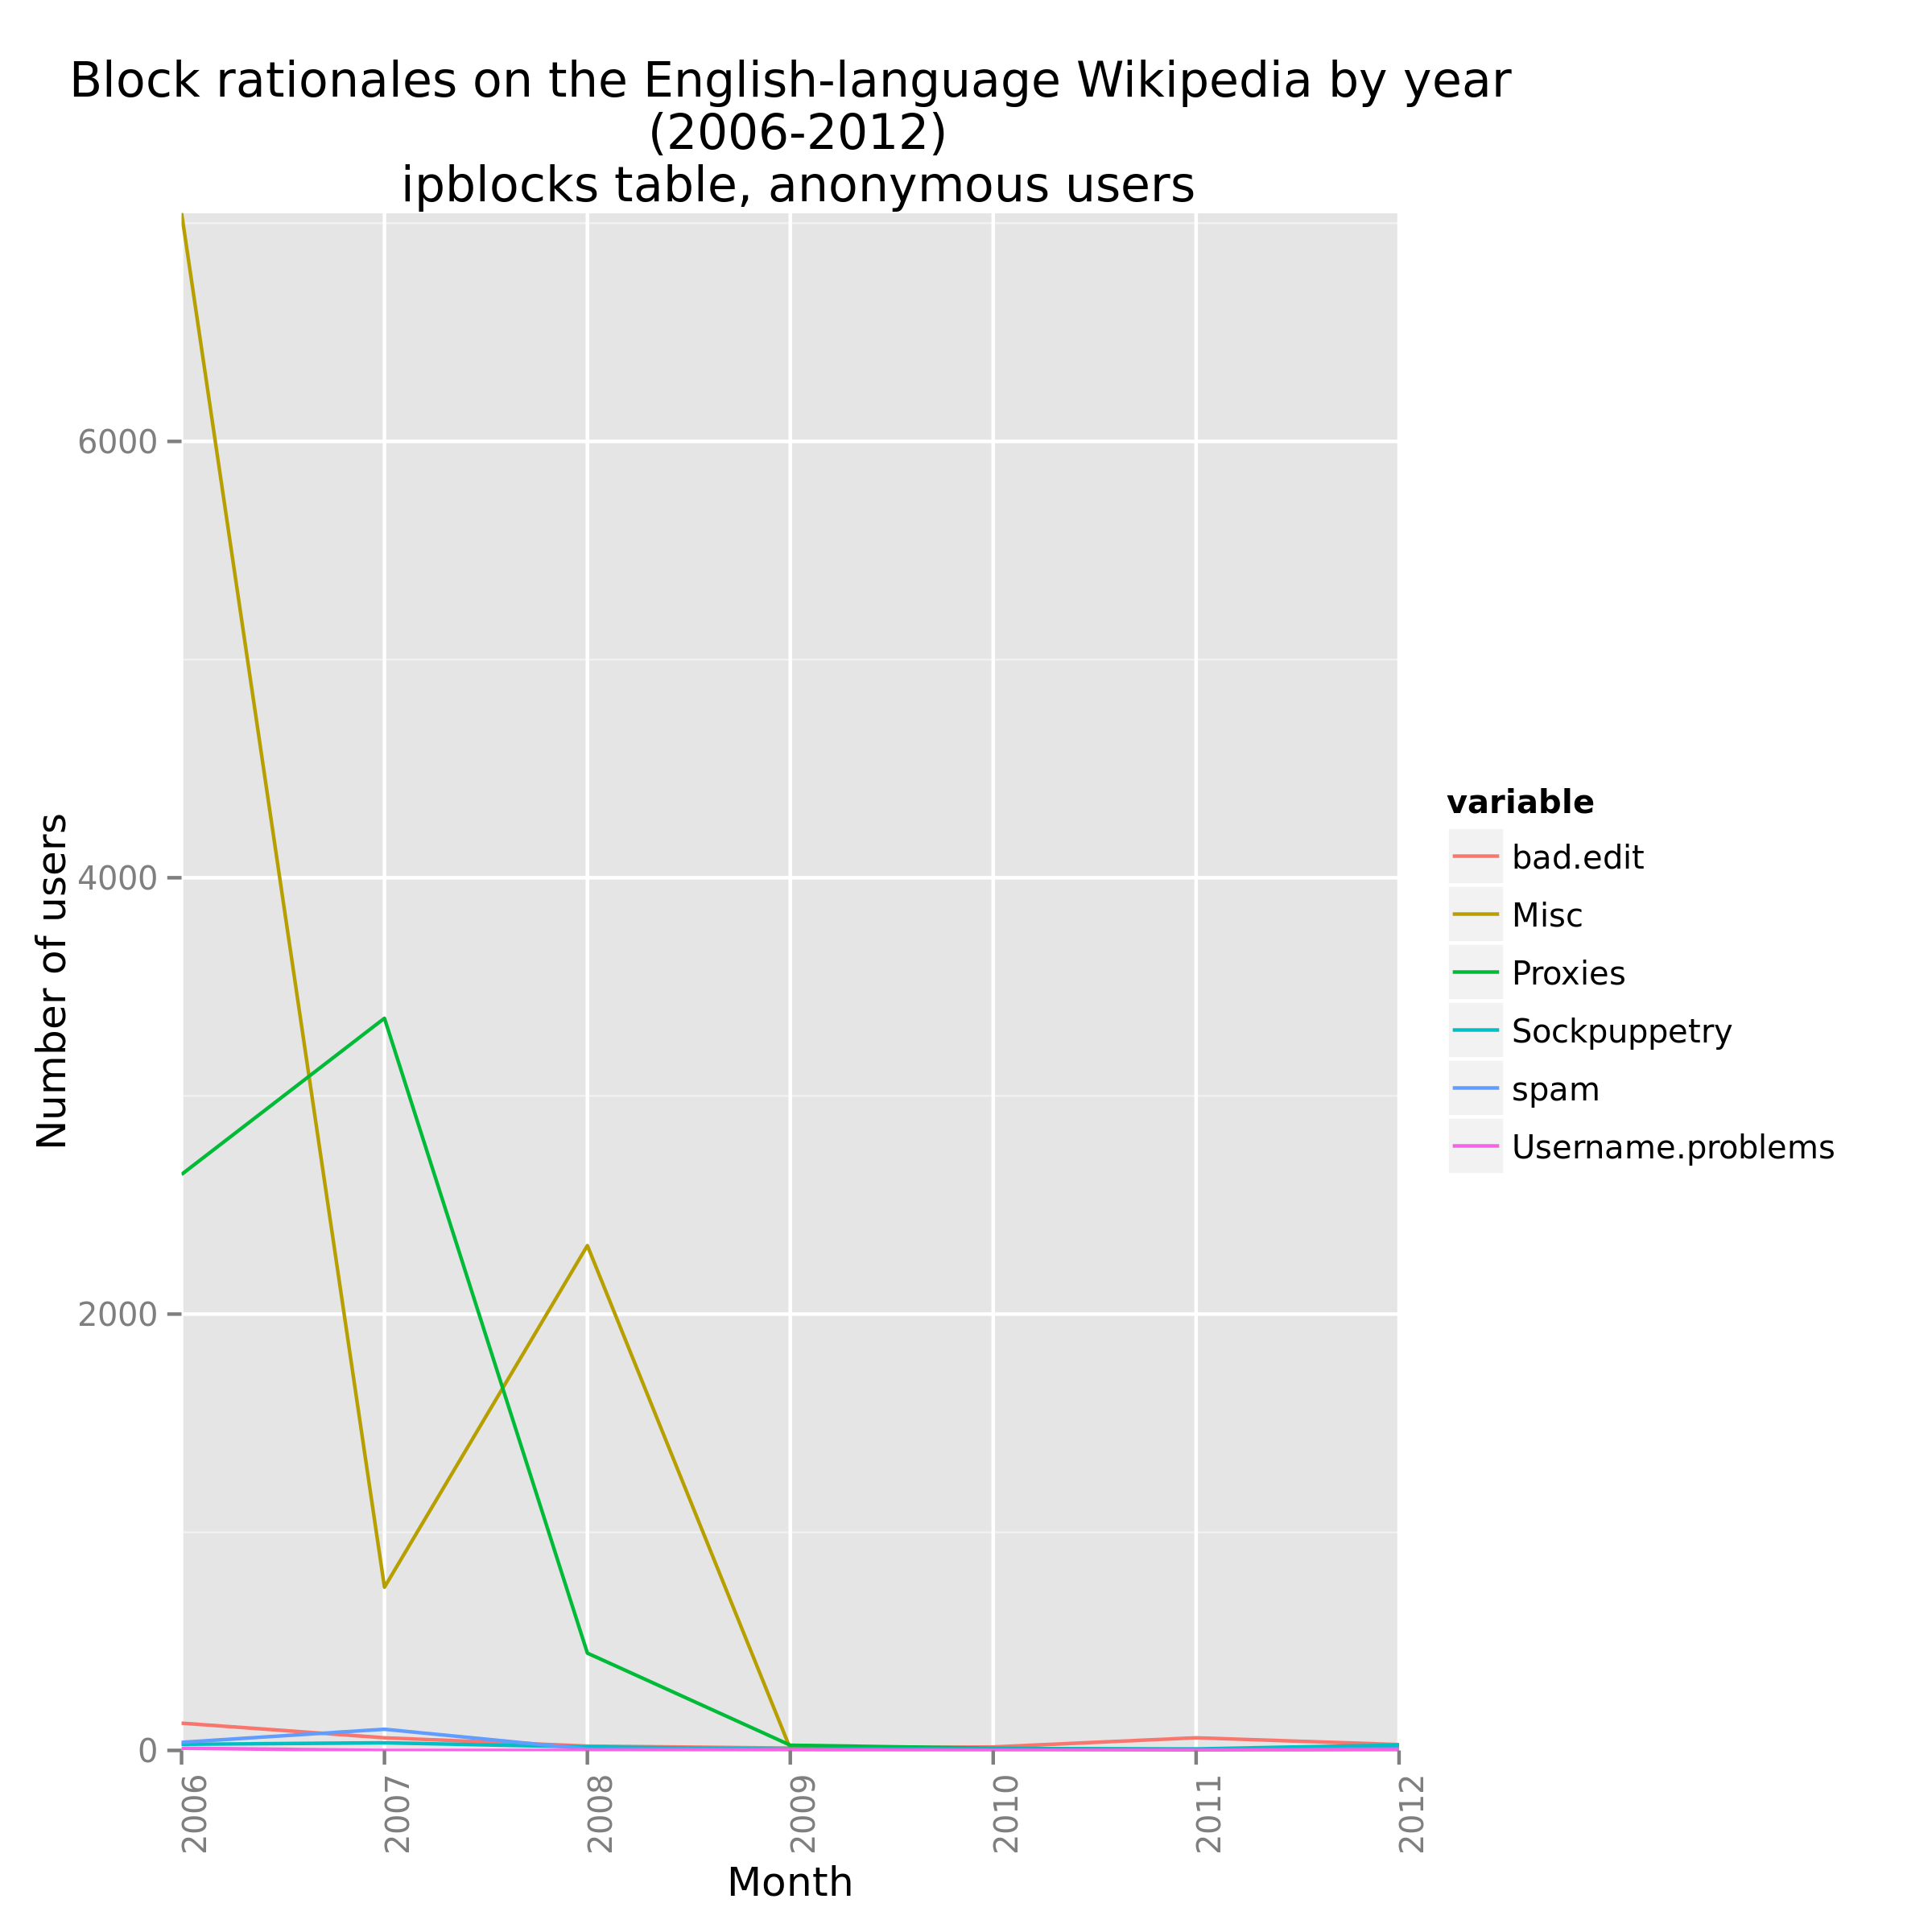 Block rationales on the English-language Wikipedia by year
(2006-2012)
ipblocks table, anonymous users
Number of users
6000
4000
2000
0
2006
2007
2008
2009
2010
2011
2012
Month
variable
bad.edit
Misc
Proxies
Sockpuppetry
spam
Username.problems